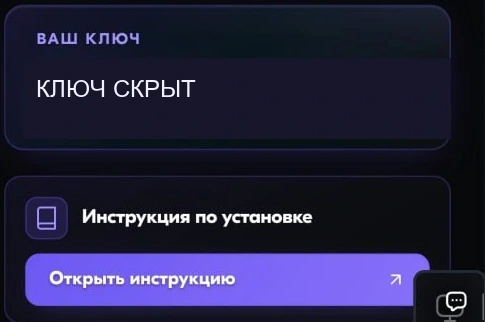 ВАШ КЛЮЧ
КЛЮЧ СКРЫТ
Инструкция по установке
Открыть инструкцию